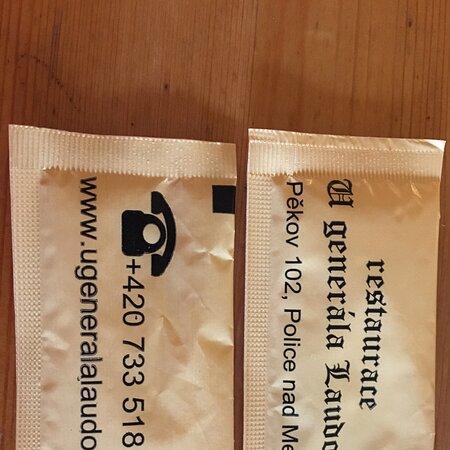 +420 733 518
www.ugeneralalaudo
restaurace
U generála Laudo
Pěkov 102, Police nad Me